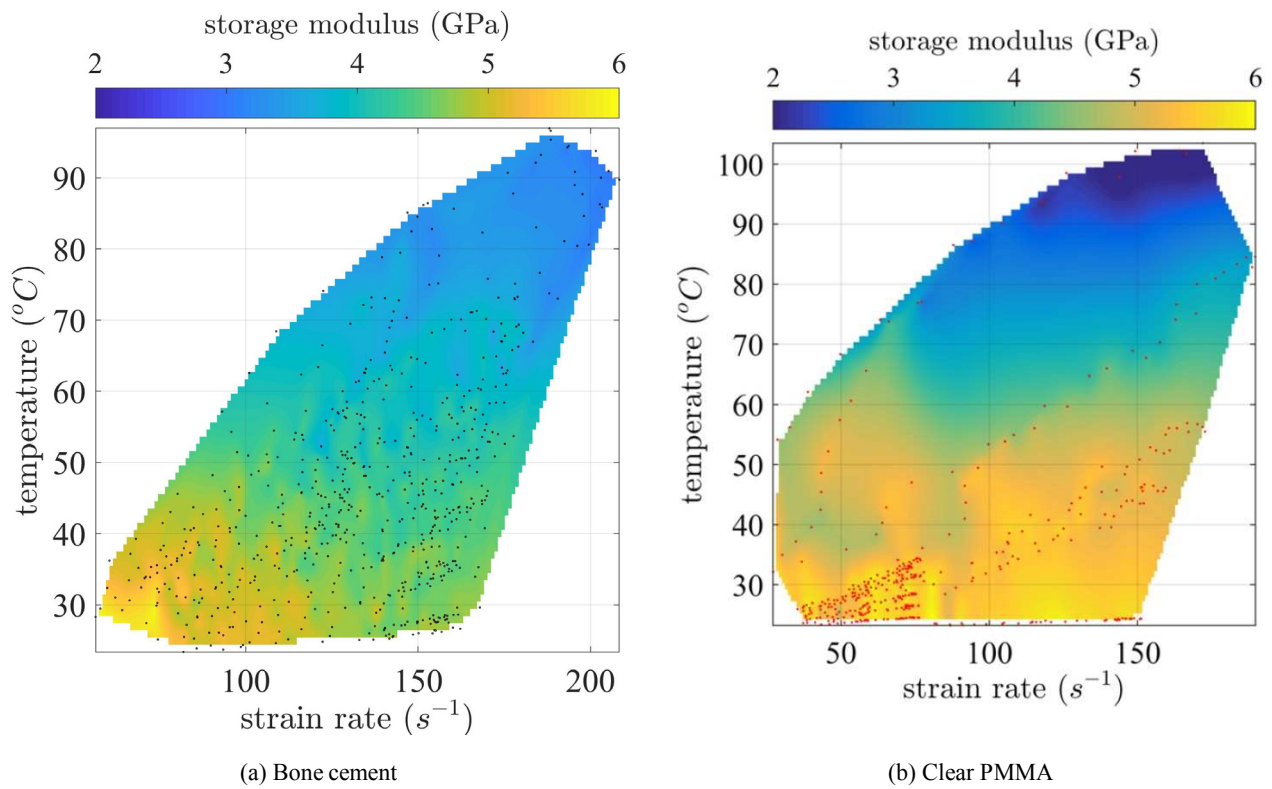 storage modulus (GPa)
2 3 4 5 6
90
80
70
60
50
40
30
temperature (°C)
100 150 200
strain rate (s⁻¹)
(a) Bone cement
storage modulus (GPa)
2 3 4 5 6
100
90
80
70
60
50
40
30
temperature (°C)
50 100 150
strain rate (s⁻¹)
(b) Clear PMMA